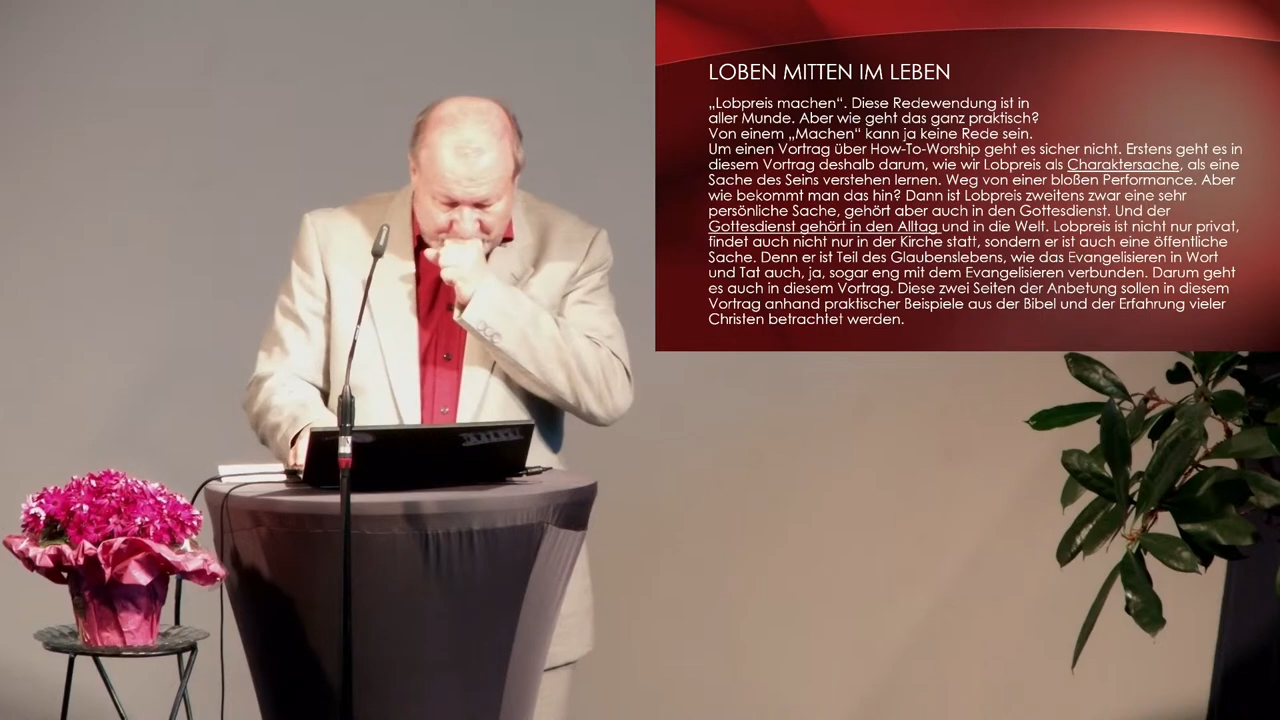 LOBEN MITTEN IM LEBEN
„Lobpreis machen“. Diese Redewendung ist in
aller Munde. Aber wie geht das ganz praktisch?
Von einem „Machen“ kann ja keine Rede sein.
Um einen Vortrag über How-To-Worship geht es sicher nicht. Erstens geht es in
diesem Vortrag deshalb darum, wie wir Lobpreis als Charaktersache, als eine
Sache des Seins verstehen lernen. Weg von einer bloßen Performance. Aber
wie bekommt man das hin? Dann ist Lobpreis zweitens zwar eine sehr
persönliche Sache, gehört aber auch in den Gottesdienst. Und der
Gottesdienst gehört in den Alltag und in die Welt. Lobpreis ist nicht nur privat,
findet auch nicht nur in der Kirche statt, sondern er ist auch eine öffentliche
Sache. Denn er ist Teil des Glaubenslebens, wie das Evangelisieren in Wort
und Tat auch, ja, sogar eng mit dem Evangelisieren verbunden. Darum geht
es auch in diesem Vortrag. Diese zwei Seiten der Anbetung sollen in diesem
Vortrag anhand praktischer Beispiele aus der Bibel und der Erfahrung vieler
Christen betrachtet werden.